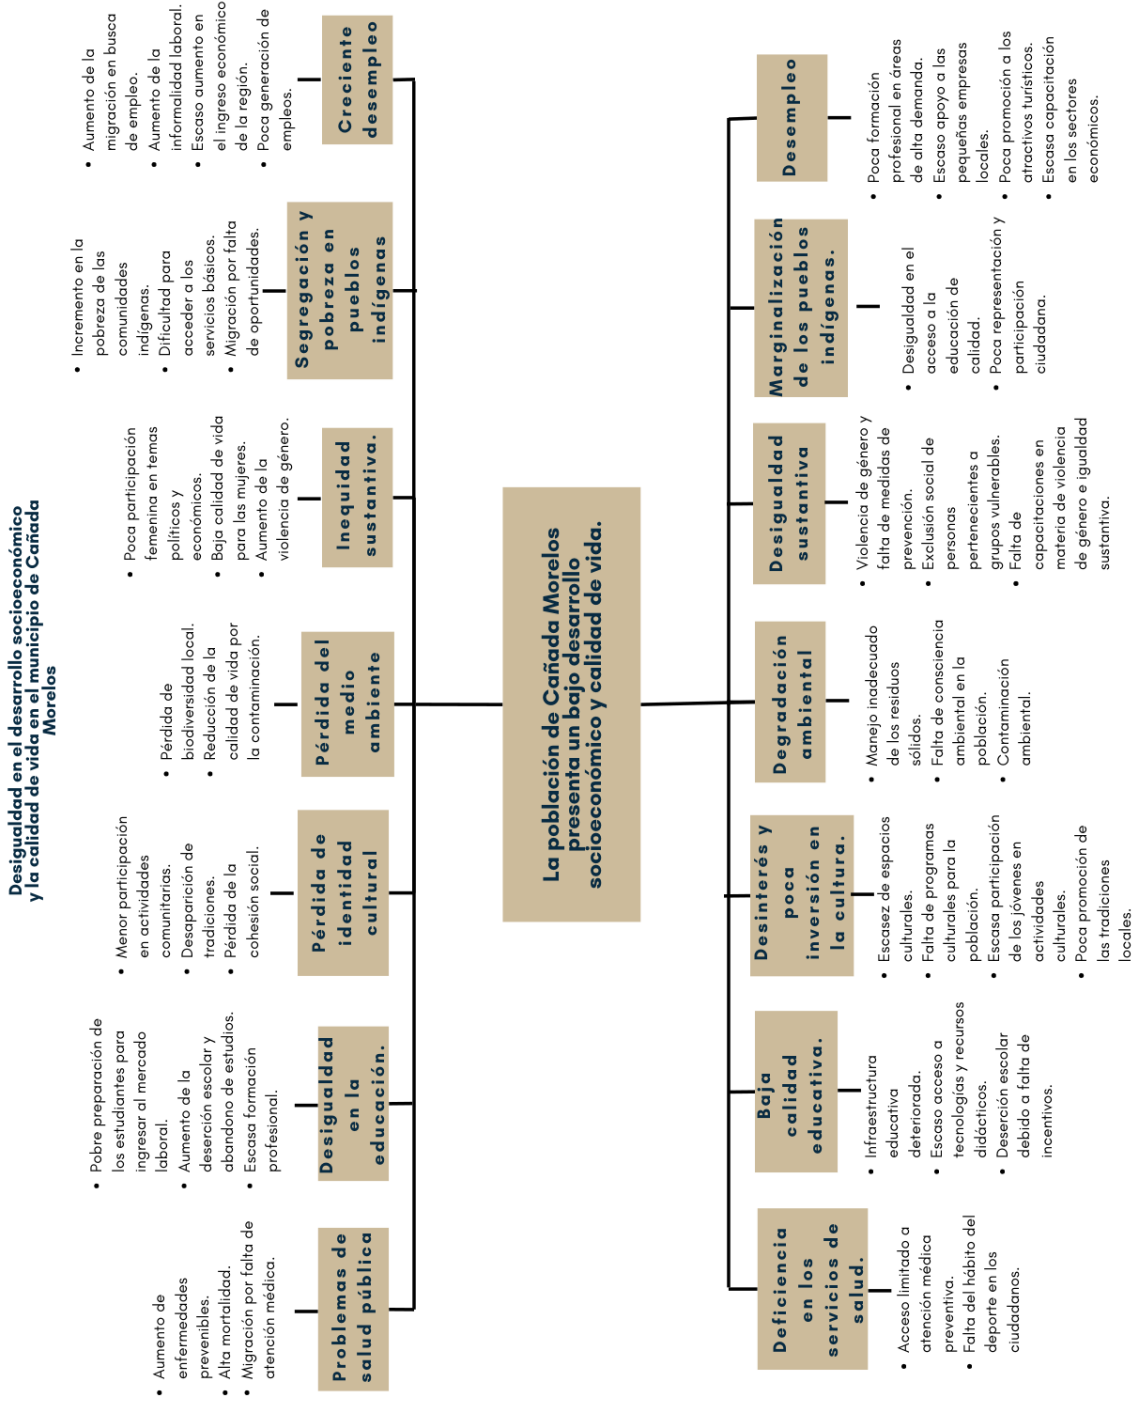 Desigualdad en el desarrollo socioeconómico
y la calidad de vida en el municipio de Cañada
Morelos
• Aumento de
enfermedades
prevenibles.
• Alta mortalidad.
• Migración por falta de
atención médica.
Problemas de
salud pública
• Pobre preparación de
los estudiantes para
ingresar al mercado
laboral.
• Aumento de la
deserción escolar y
abandono de estudios.
• Escasa formación
profesional.
Desigualdad
en la
educación.
• Menor participación
en actividades
comunitarias.
• Desaparición de
tradiciones.
• Pérdida de la
cohesión social.
Pérdida de
identidad
cultural
• Pérdida de
biodiversidad local.
• Reducción de la
calidad de vida por
la contaminación.
Pérdida del
medio
ambiente
• Poca participación
femenina en temas
políticos y
económicos.
• Baja calidad de vida
para las mujeres.
• Aumento de la
violencia de género.
Inequidad
sustantiva.
• Incremento en la
pobreza de las
comunidades
indígenas.
• Dificultad para
acceder a los
servicios básicos.
• Migración por falta
de oportunidades.
Segregación y
pobreza en
pueblos
indígenas
• Aumento de la
migración en busca
de empleo.
• Aumento de la
informalidad laboral.
• Escaso aumento en
el ingreso económico
de la región.
• Poca generación de
empleos.
Creciente
desempleo
La población de Cañada Morelos
presenta un bajo desarrollo
socioeconómico y calidad de vida.
Deficiencia
en los
servicios de
salud.
• Acceso limitado a
atención médica
preventiva.
• Falta del hábito del
deporte en los
ciudadanos.
Baja
calidad
educativa.
• Infraestructura
educativa
deteriorada.
• Escaso acceso a
tecnologías y recursos
didácticos.
• Deserción escolar
debido a falta de
incentivos.
Desinterés y
poca
inversión en
la cultura.
• Escasez de espacios
culturales.
• Falta de programas
culturales para la
población.
• Escasa participación
de los jóvenes en
actividades
culturales.
• Poca promoción de
las tradiciones
locales.
Degradación
ambiental
• Manejo inadecuado
de los residuos
sólidos.
• Falta de consciencia
ambiental en la
población.
• Contaminación
ambiental.
Desigualdad
sustantiva
• Violencia de género y
falta de medidas de
prevención.
• Exclusión social de
personas
pertenecientes a
grupos vulnerables.
• Falta de
capacitaciones en
materia de violencia
de género e igualdad
sustantiva.
Marginalización
de los pueblos
indígenas.
• Desigualdad en el
acceso a la
educación de
calidad.
• Poca representación y
participación
ciudadana.
Desempleo
• Poca formación
profesional en áreas
de alta demanda.
• Escaso apoyo a las
pequeñas empresas
locales.
• Poca promoción a los
atractivos turísticos.
• Escasa capacitación
en los sectores
económicos.